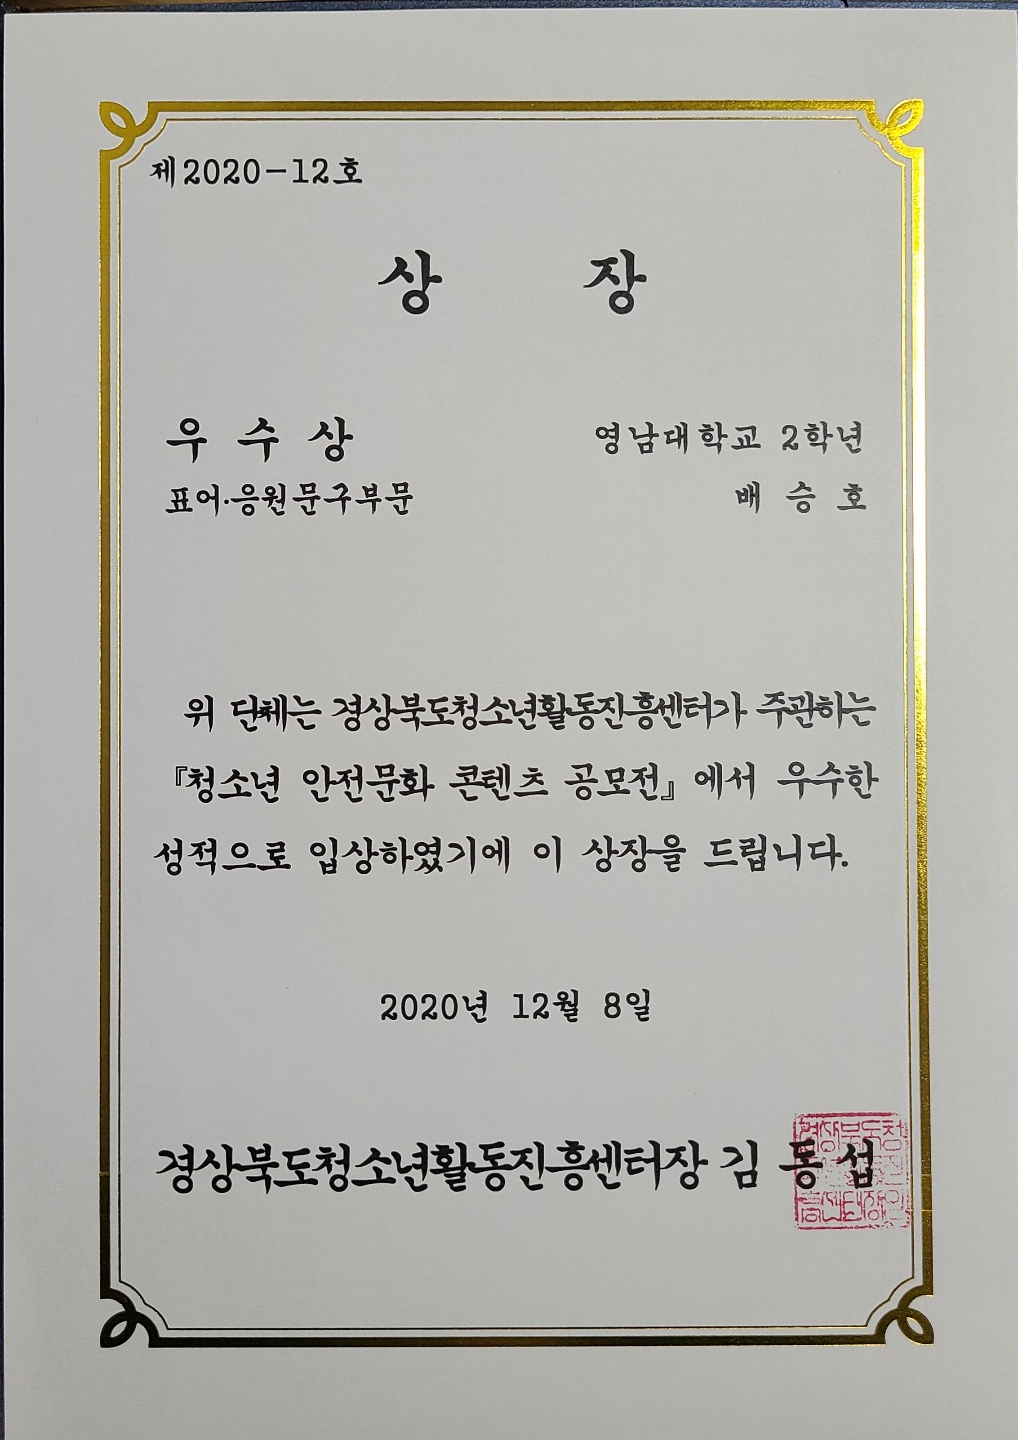 제2020-12호
상 장
우 수 상
영남대학교 2학년
표어·응원문구부문
배 승 호
위 단체는 경상북도청소년활동진흥센터가 주관하는
『청소년 안전문화 콘텐츠 공모전』에서 우수한
성적으로 입상하였기에 이 상장을 드립니다.
2020년 12월 8일
경상북도청소년활동진흥센터장 김 동 섭